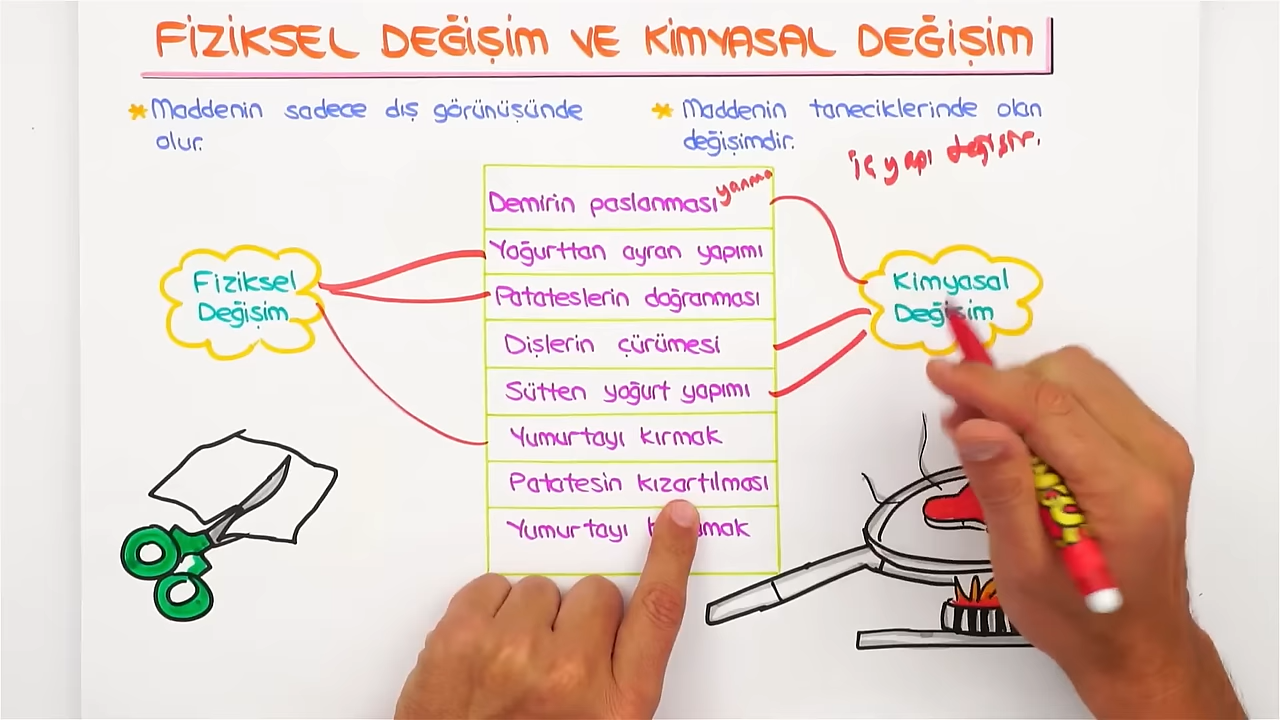 FİZİKSEL DEĞİŞİM VE KİMYASAL DEĞİŞİM
* Maddenin sadece dış görünüşünde
olur.
* Maddenin taneciklerinde olan
değişimdir.
iç yapı değişir.
Demirin paslanması yanma
Yoğurttan ayran yapımı
Patateslerin doğranması
Dişlerin çürümesi
Sütten yoğurt yapımı
Yumurtayı kırmak
Patatesin kızartılması
Yumurtayı
Fiziksel
Değişim
Kimyasal
Değişim